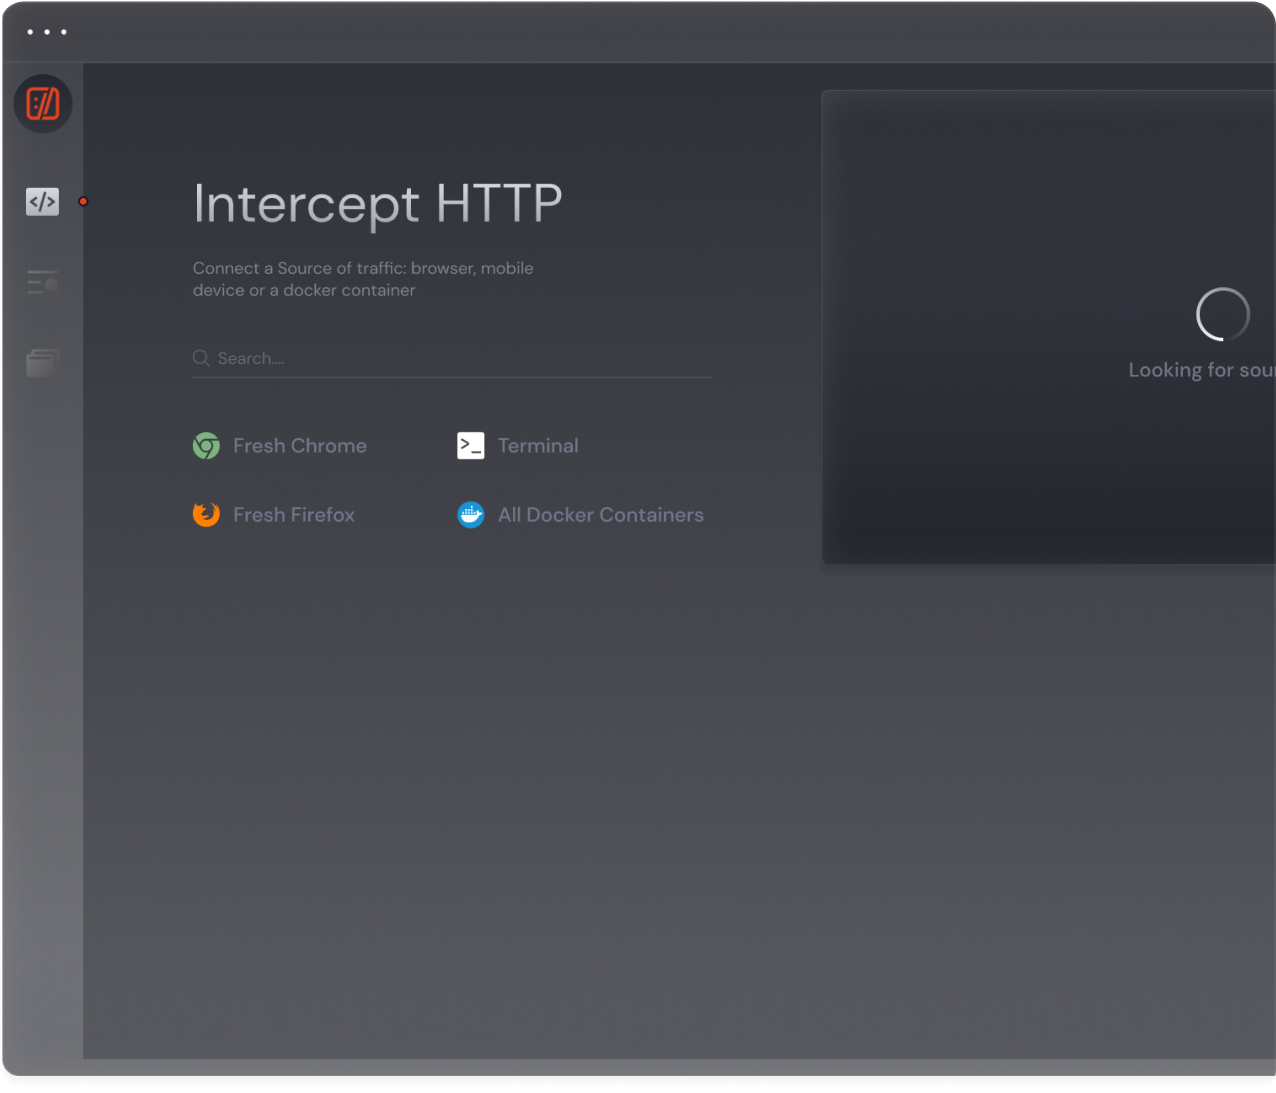 Intercept HTTP
Connect a Source of traffic: browser, mobile
device or a docker container
Search....
Fresh Chrome
Terminal
Fresh Firefox
All Docker Containers
Looking for sou